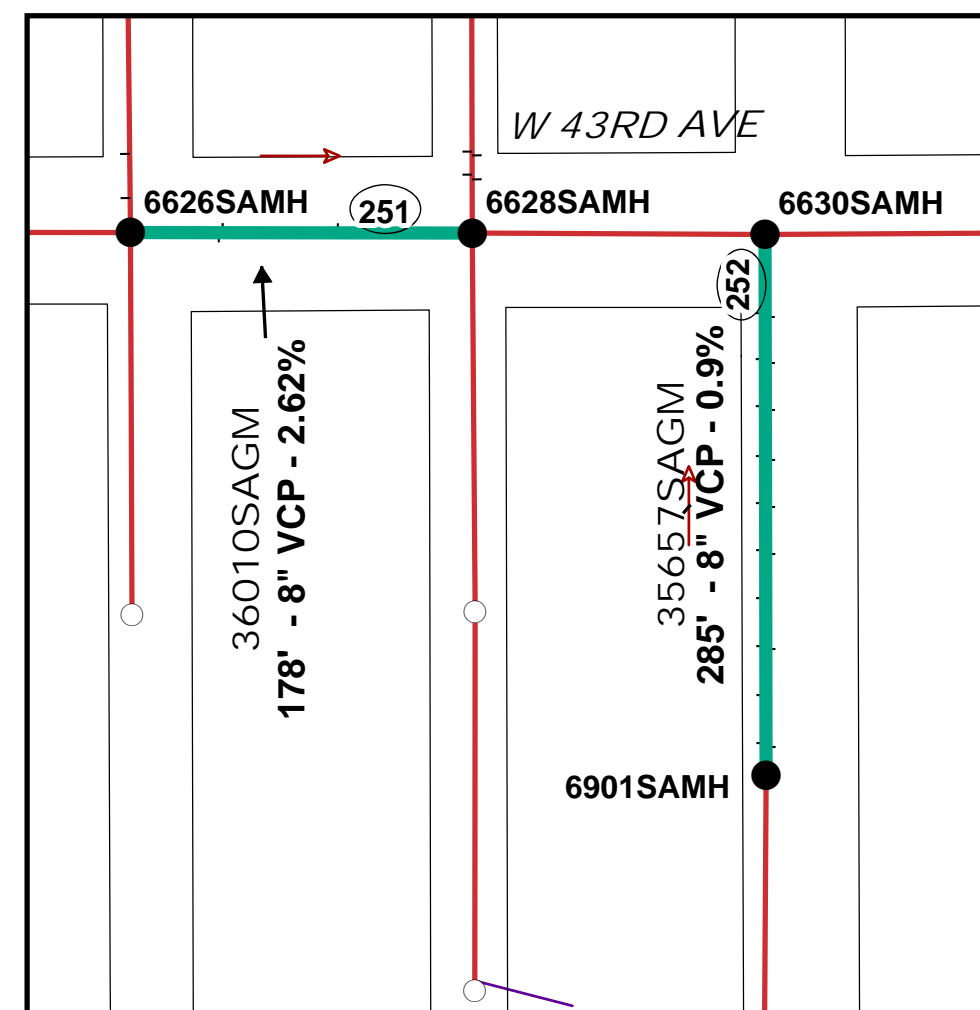 W 43RD AVE
6626SAMH
251
6628SAMH
6630SAMH
252
36010SAGM
178' - 8" VCP - 2.62%
35657SAGM
285' - 8" VCP - 0.9%
6901SAMH